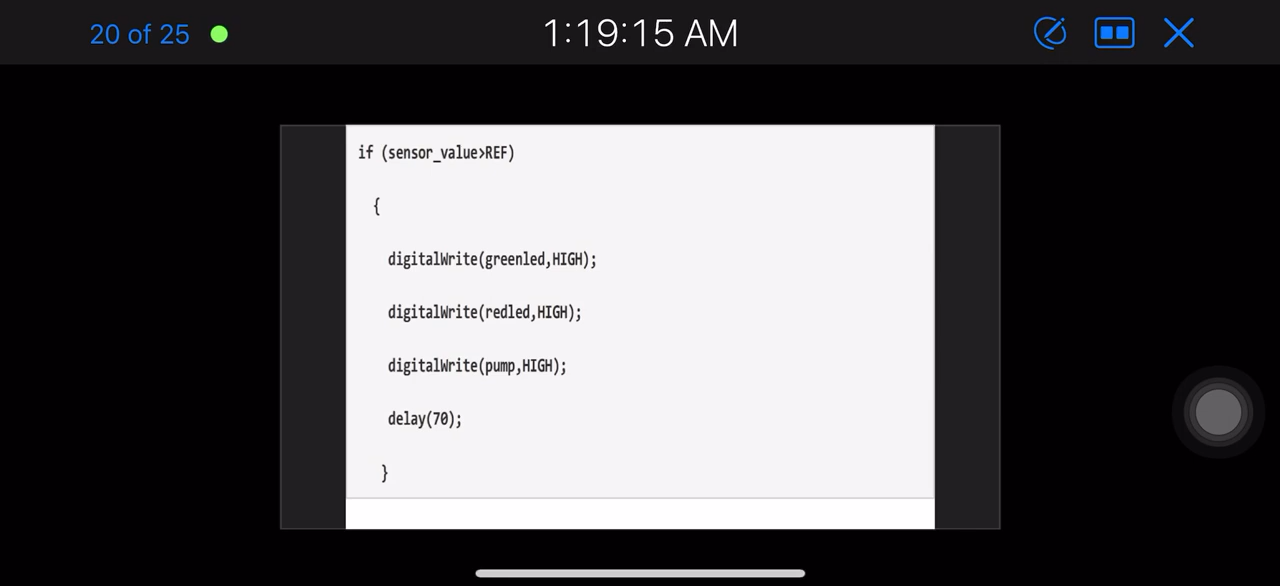 20 of 25
1:19:15 AM
if (sensor_value>REF)
{
digitalWrite(greenled,HIGH);
digitalWrite(redled,HIGH);
digitalWrite(pump,HIGH);
delay(70);
}